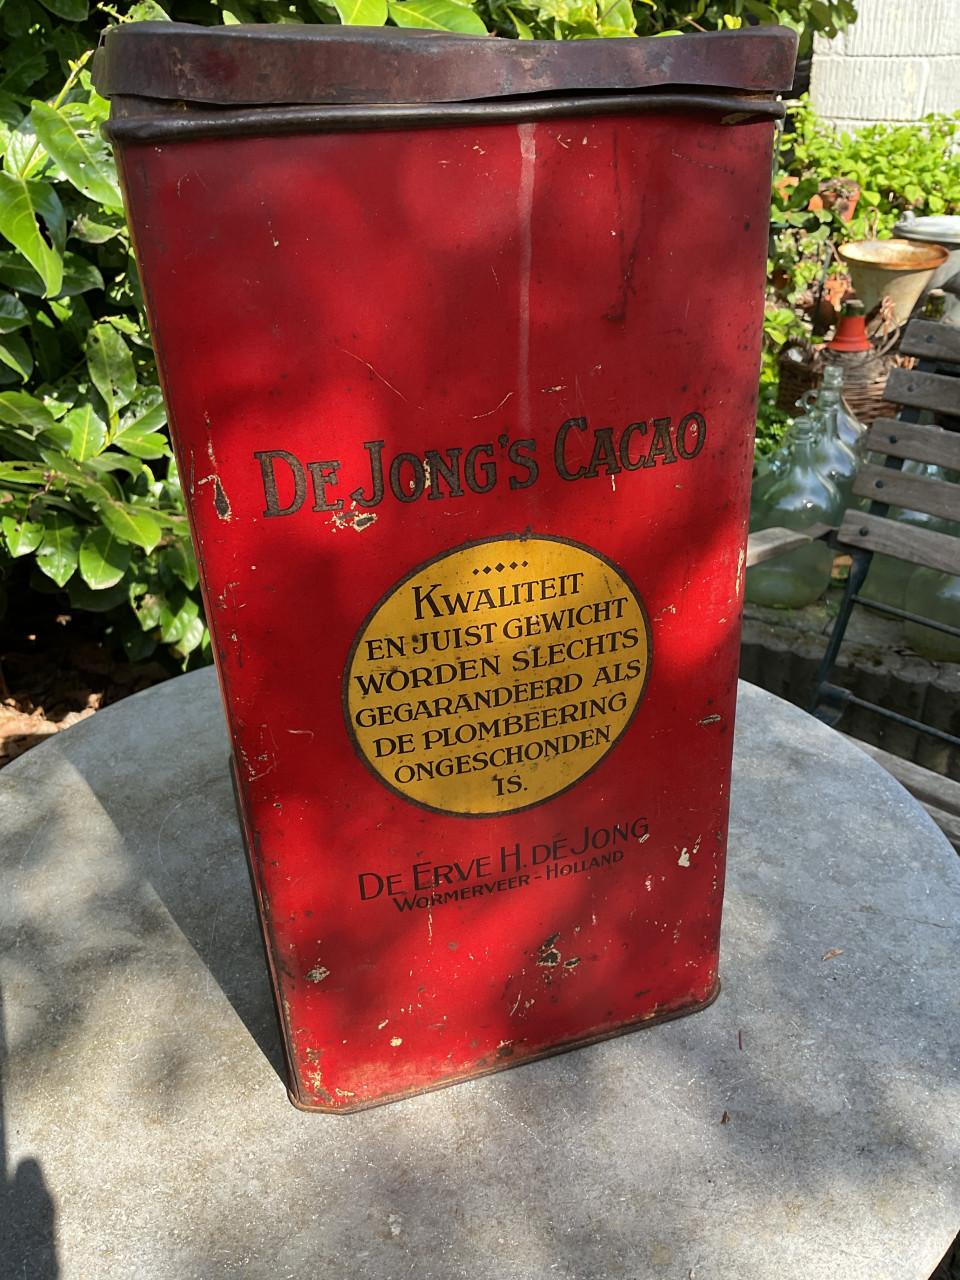 DE JONG'S CACAO
KWALITEIT
EN JUIST GEWICHT
WORDEN SLECHTS
GEGARANDEERD ALS
DE PLOMBEERING
ONGESCHONDEN
IS.
DE ERVE H. DE JONG
WORMERVEER-HOLLAND